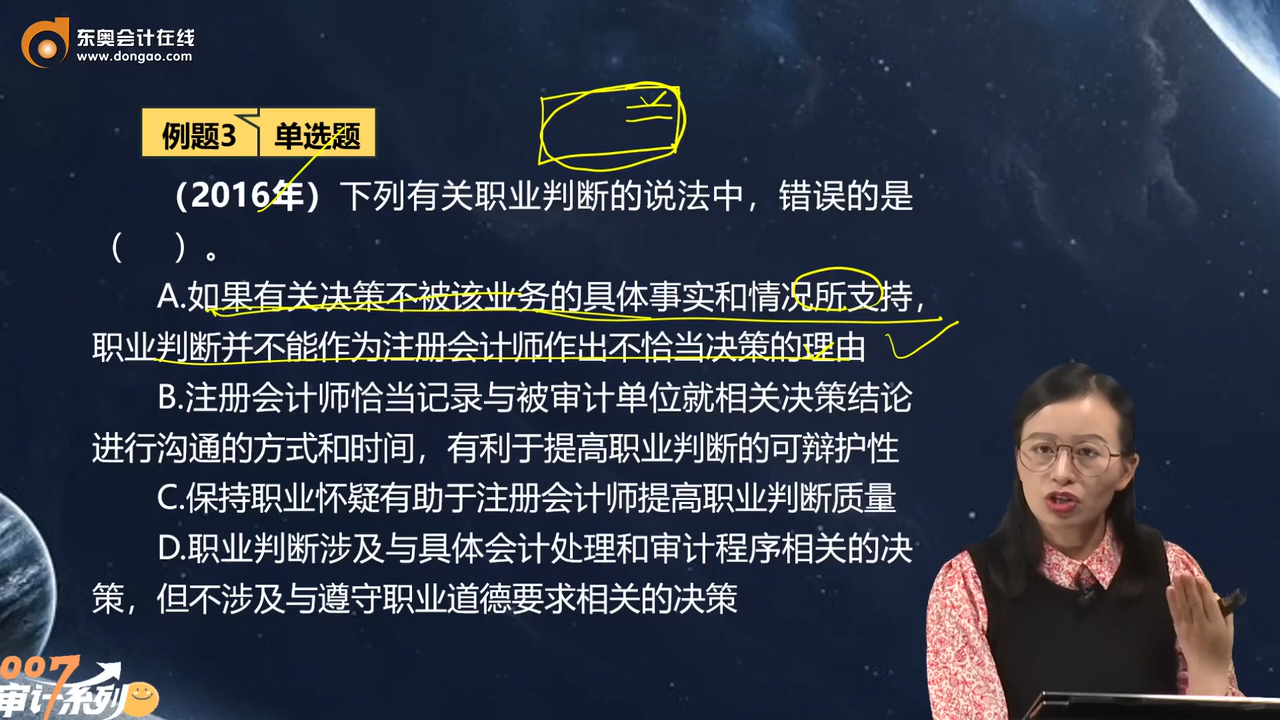 东奥会计在线
www.dongao.com
例题3 单选题
（2016年）下列有关职业判断的说法中，错误的是
（ ）。
A.如果有关决策不被该业务的具体事实和情况所支持，
职业判断并不能作为注册会计师作出不恰当决策的理由
B.注册会计师恰当记录与被审计单位就相关决策结论
进行沟通的方式和时间，有利于提高职业判断的可辩护性
C.保持职业怀疑有助于注册会计师提高职业判断质量
D.职业判断涉及与具体会计处理和审计程序相关的决
策，但不涉及与遵守职业道德要求相关的决策
007
审计系列